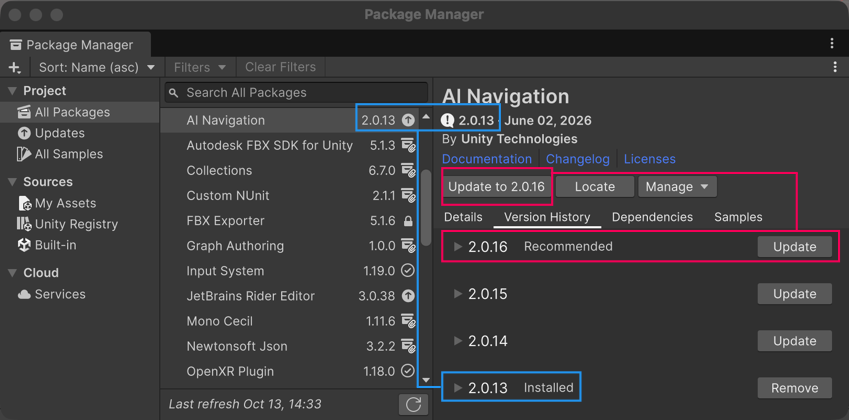 Package Manager
Package Manager
Sort: Name (asc)
Filters
Clear Filters
Project
All Packages
Updates
All Samples
Sources
My Assets
Unity Registry
Built-in
Cloud
Services
Search All Packages
AI Navigation 2.0.13
Autodesk FBX SDK for Unity 5.1.3
Collections 6.7.0
Custom NUnit 2.1.1
FBX Exporter 5.1.6
Graph Authoring 1.0.0
Input System 1.19.0
JetBrains Rider Editor 3.0.38
Mono Cecil 1.11.6
Newtonsoft Json 3.2.2
OpenXR Plugin 1.18.0
Last refresh Oct 13, 14:33
AI Navigation
2.0.13 · June 02, 2026
By Unity Technologies
Documentation Changelog Licenses
Update to 2.0.16 Locate Manage
Details Version History Dependencies Samples
2.0.16 Recommended Update
2.0.15 Update
2.0.14 Update
2.0.13 Installed Remove